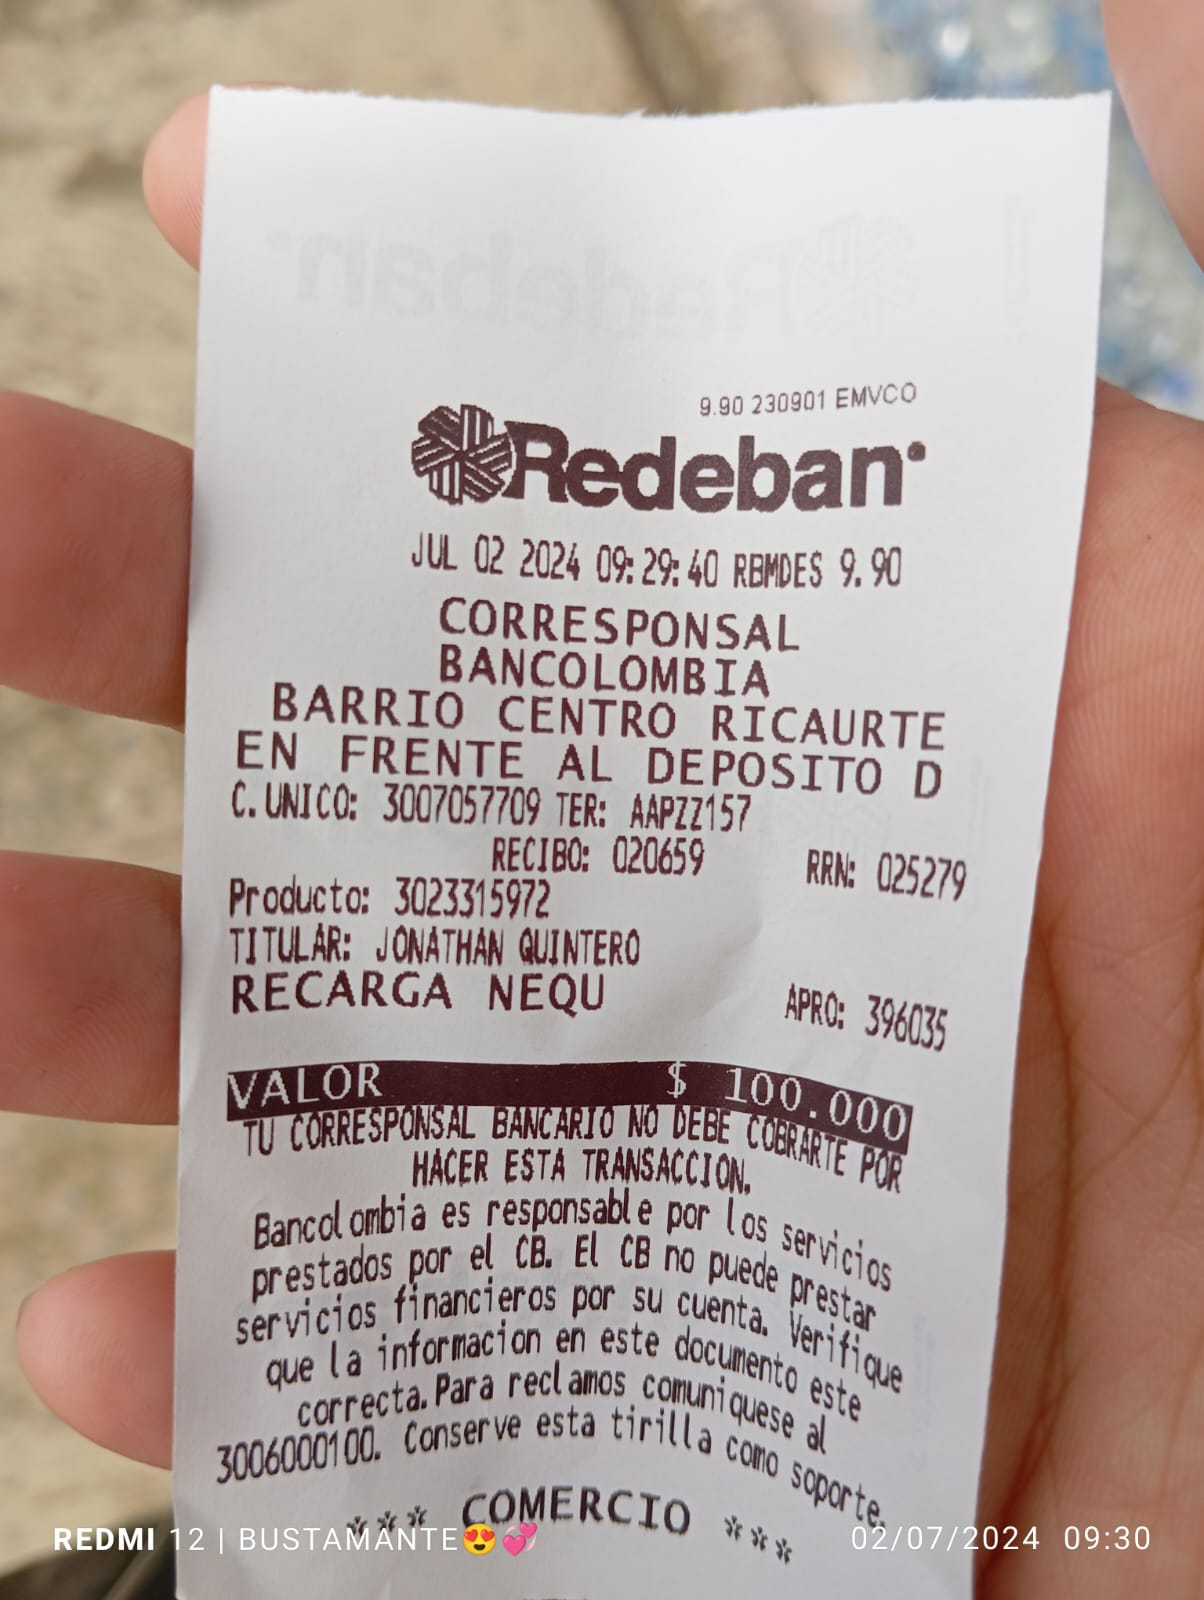 9.90 230901 EMVCO
Redeban
JUL 02 2024 09:29:40 RBMDES 9.90
CORRESPONSAL
BANCOLOMBIA
BARRIO CENTRO RICAURTE
EN FRENTE AL DEPOSITO D
C. UNICO: 3007057709 TER: AAPZZ157
RECIBO: 020659 RRN: 025279
Producto: 3023315972
TITULAR: JONATHAN QUINTERO
RECARGA NEQU APRO: 396035
VALOR $ 100.000
TU CORRESPONSAL BANCARIO NO DEBE COBRARTE POR
HACER ESTA TRANSACCION.
Bancolombia es responsable por los servicios
prestados por el CB. El CB no puede prestar
servicios financieros por su cuenta. Verifique
que la informacion en este documento este
correcta. Para reclamos comuniquese al
3006000100. Conserve esta tirilla como soporte.
*** COMERCIO ***
REDMI 12 | BUSTAMANTE😍💞 02/07/2024 09:30